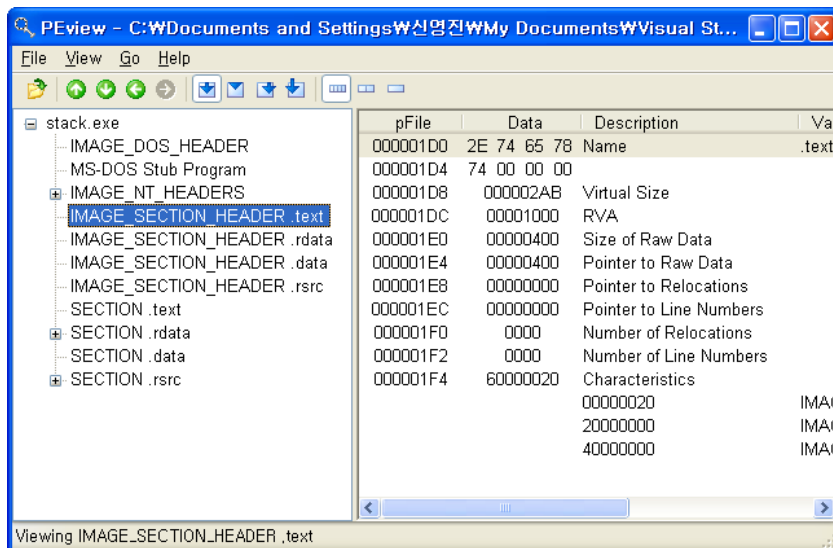 PEview - C:₩Documents and Settings₩신영진₩My Documents₩Visual St...
File View Go Help
stack.exe
IMAGE_DOS_HEADER
MS-DOS Stub Program
IMAGE_NT_HEADERS
IMAGE_SECTION_HEADER .text
IMAGE_SECTION_HEADER .rdata
IMAGE_SECTION_HEADER .data
IMAGE_SECTION_HEADER .rsrc
SECTION .text
SECTION .rdata
SECTION .data
SECTION .rsrc
pFile Data Description Va
000001D0 2E 74 65 78 Name .text
000001D4 74 00 00 00
000001D8 000002AB Virtual Size
000001DC 00001000 RVA
000001E0 00000400 Size of Raw Data
000001E4 00000400 Pointer to Raw Data
000001E8 00000000 Pointer to Relocations
000001EC 00000000 Pointer to Line Numbers
000001F0 0000 Number of Relocations
000001F2 0000 Number of Line Numbers
000001F4 60000020 Characteristics
00000020 IMA
20000000 IMA
40000000 IMA
Viewing IMAGE_SECTION_HEADER .text